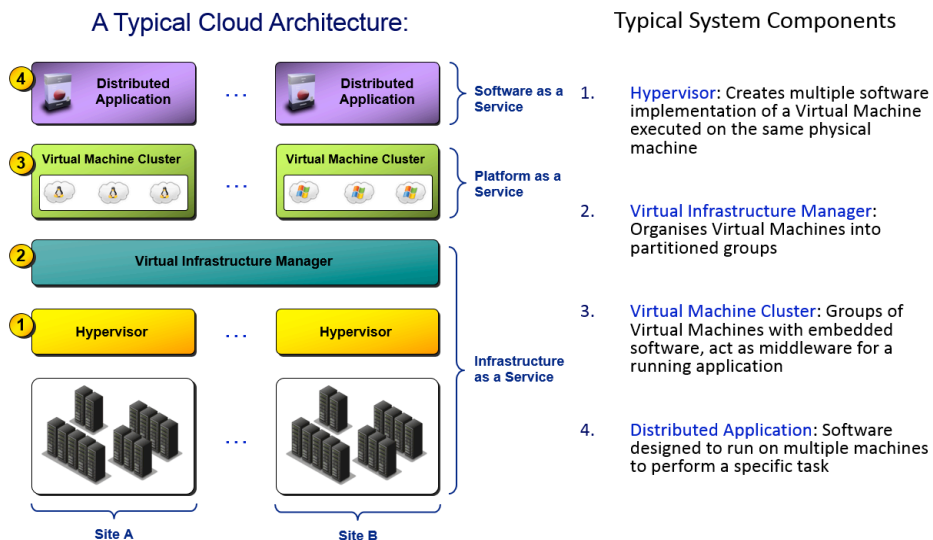 A Typical Cloud Architecture:
4
Distributed
Application
...
Distributed
Application
Software as a
Service
3
Virtual Machine Cluster
...
Virtual Machine Cluster
Platform as a
Service
2
Virtual Infrastructure Manager
1
Hypervisor
...
Hypervisor
Infrastructure
as a Service
...
Site A
Site B
Typical System Components
1. Hypervisor: Creates multiple software
implementation of a Virtual Machine
executed on the same physical
machine
2. Virtual Infrastructure Manager:
Organises Virtual Machines into
partitioned groups
3. Virtual Machine Cluster: Groups of
Virtual Machines with embedded
software, act as middleware for a
running application
4. Distributed Application: Software
designed to run on multiple machines
to perform a specific task